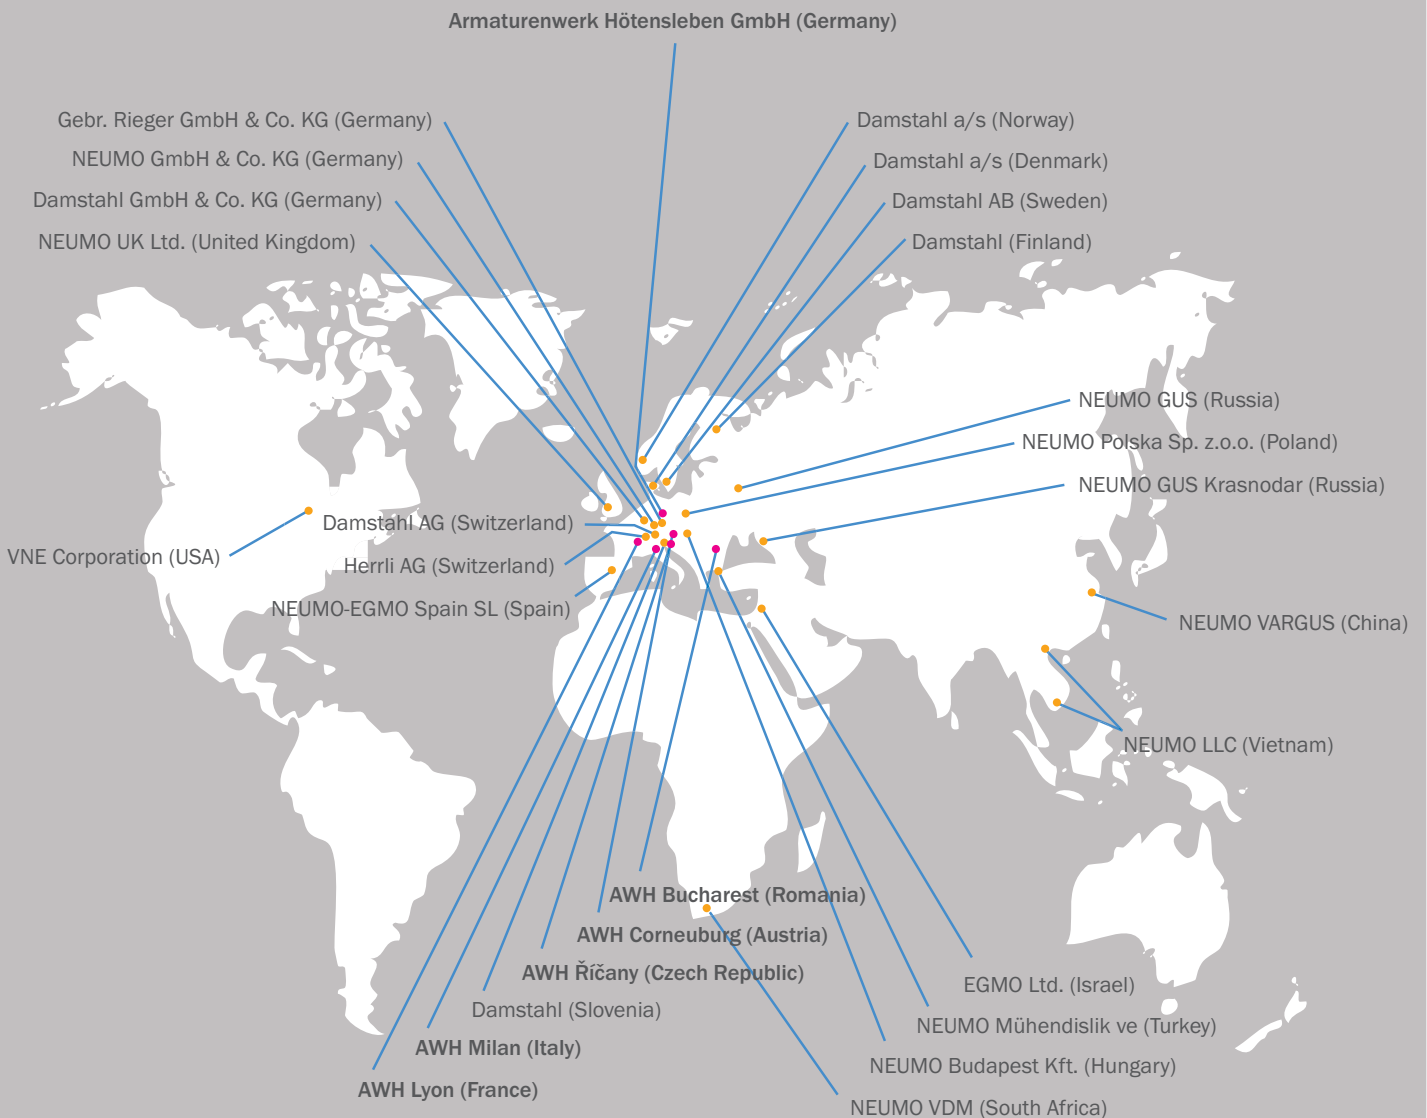 Armaturenwerk Hötensleben GmbH (Germany)
Gebr. Rieger GmbH & Co. KG (Germany)
NEUMO GmbH & Co. KG (Germany)
Damstahl GmbH & Co. KG (Germany)
NEUMO UK Ltd. (United Kingdom)
Damstahl a/s (Norway)
Damstahl a/s (Denmark)
Damstahl AB (Sweden)
Damstahl (Finland)
NEUMO GUS (Russia)
NEUMO Polska Sp. z.o.o. (Poland)
NEUMO GUS Krasnodar (Russia)
Damstahl AG (Switzerland)
VNE Corporation (USA)
Herrli AG (Switzerland)
NEUMO-EGMO Spain SL (Spain)
NEUMO VARGUS (China)
NEUMO LLC (Vietnam)
AWH Bucharest (Romania)
AWH Corneuburg (Austria)
AWH Říčany (Czech Republic)
Damstahl (Slovenia)
AWH Milan (Italy)
AWH Lyon (France)
EGMO Ltd. (Israel)
NEUMO Mühendislik ve (Turkey)
NEUMO Budapest Kft. (Hungary)
NEUMO VDM (South Africa)